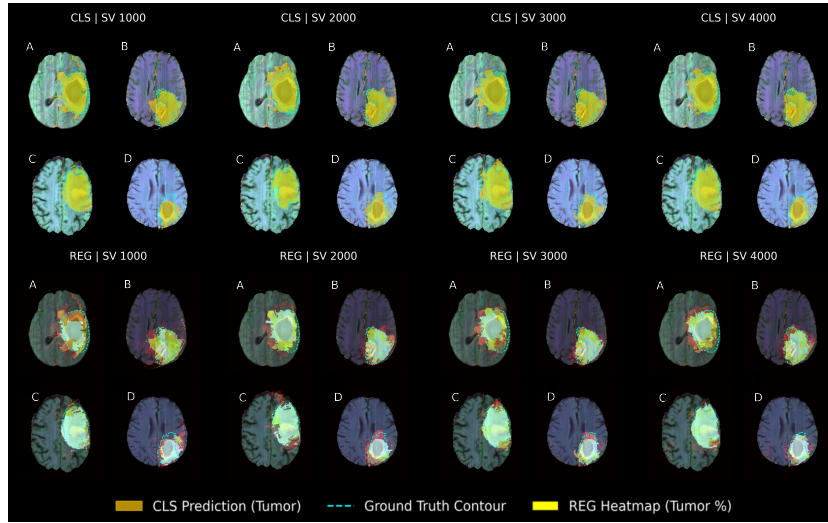 CLS | SV 1000 CLS | SV 2000 CLS | SV 3000 CLS | SV 4000
A B A B A B A B
C D C D C D C D
REG | SV 1000 REG | SV 2000 REG | SV 3000 REG | SV 4000
A B A B A B A B
C D C D C D C D
CLS Prediction (Tumor) Ground Truth Contour REG Heatmap (Tumor %)